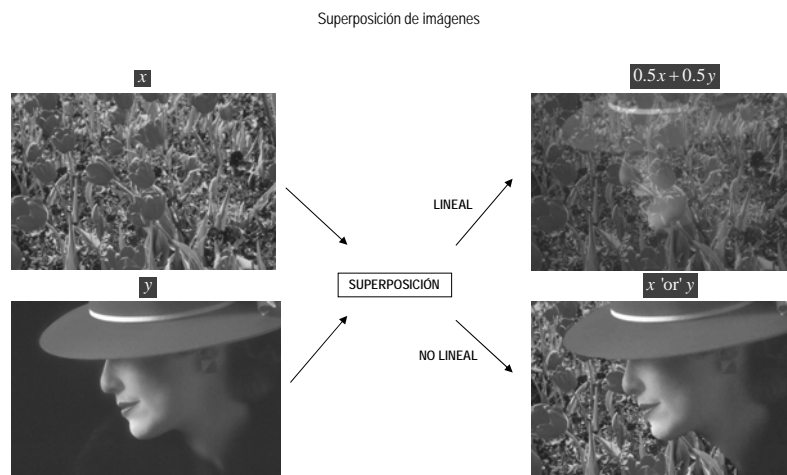 Superposición de imágenes
x
0.5x + 0.5y
LINEAL
SUPERPOSICIÓN
y
x 'or' y
NO LINEAL